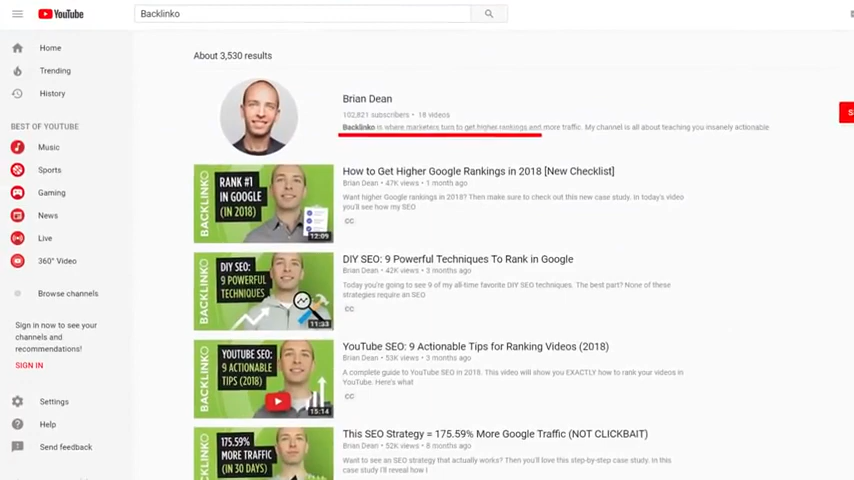 YouTube
Backlinko
Home
Trending
History
BEST OF YOUTUBE
Music
Sports
Gaming
News
Live
360° Video
Browse channels
Sign in now to see your
channels and
recommendations!
SIGN IN
Settings
Help
Send feedback
About 3,530 results
Brian Dean
102,821 subscribers • 18 videos
Backlinko is where marketers turn to get higher rankings and more traffic. My channel is all about teaching you insanely actionable
S
BACKLINKO
RANK #1
IN GOOGLE
(IN 2018)
12:09
How to Get Higher Google Rankings in 2018 [New Checklist]
Brian Dean • 47K views • 1 month ago
Want higher Google rankings in 2018? Then make sure to check out this new case study. In today's video
you'll see how my SEO
CC
BACKLINKO
DIY SEO:
9 POWERFUL
TECHNIQUES
11:33
DIY SEO: 9 Powerful Techniques To Rank in Google
Brian Dean • 42K views • 3 months ago
Today you're going to see 9 of my all-time favorite DIY SEO techniques. The best part? None of these
strategies require an SEO
CC
BACKLINKO
YOUTUBE SEO:
9 ACTIONABLE
TIPS (2018)
15:14
YouTube SEO: 9 Actionable Tips for Ranking Videos (2018)
Brian Dean • 53K views • 3 months ago
A complete guide to YouTube SEO in 2018. This video will show you EXACTLY how to rank your videos in
YouTube. Here's what
CC
BACKLINKO
175.59%
MORE TRAFFIC
(IN 30 DAYS)
This SEO Strategy = 175.59% More Google Traffic (NOT CLICKBAIT)
Brian Dean • 52K views • 8 months ago
Want to see an SEO strategy that actually works? Then you'll love this step-by-step case study. In this
case study I'll reveal how I